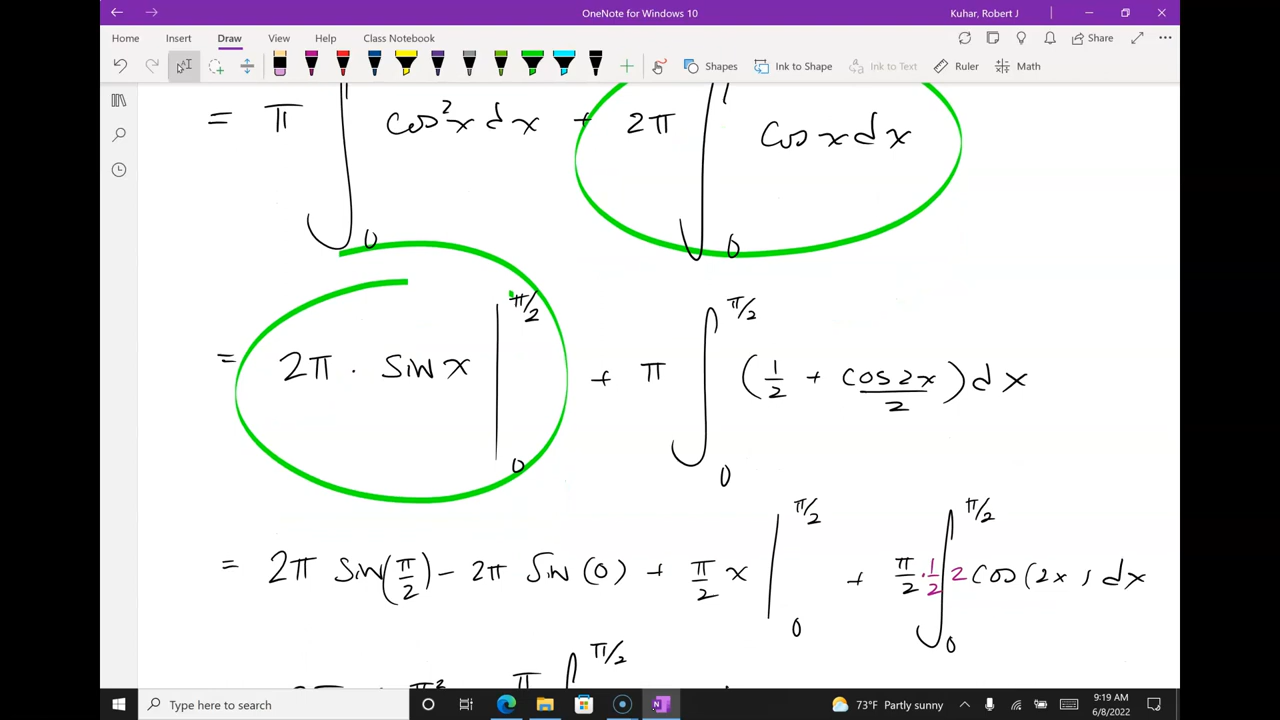 OneNote for Windows 10
Kuhar, Robert J
Home Insert Draw View Help Class Notebook
Share
Shapes Ink to Shape Ink to Text Ruler Math
= π ∫ 0 cos²x dx + 2π ∫ 0 cos x dx
= 2π · sin x | π/2 0 + π ∫ π/2 0 (1/2 + cos2x/2) dx
= 2π sin(π/2) - 2π sin(0) + π/2 x | π/2 0 + π/2 · 1/2 ∫ π/2 0 2 cos(2x) dx
π/2
Type here to search
73°F Partly sunny
9:19 AM
6/8/2022